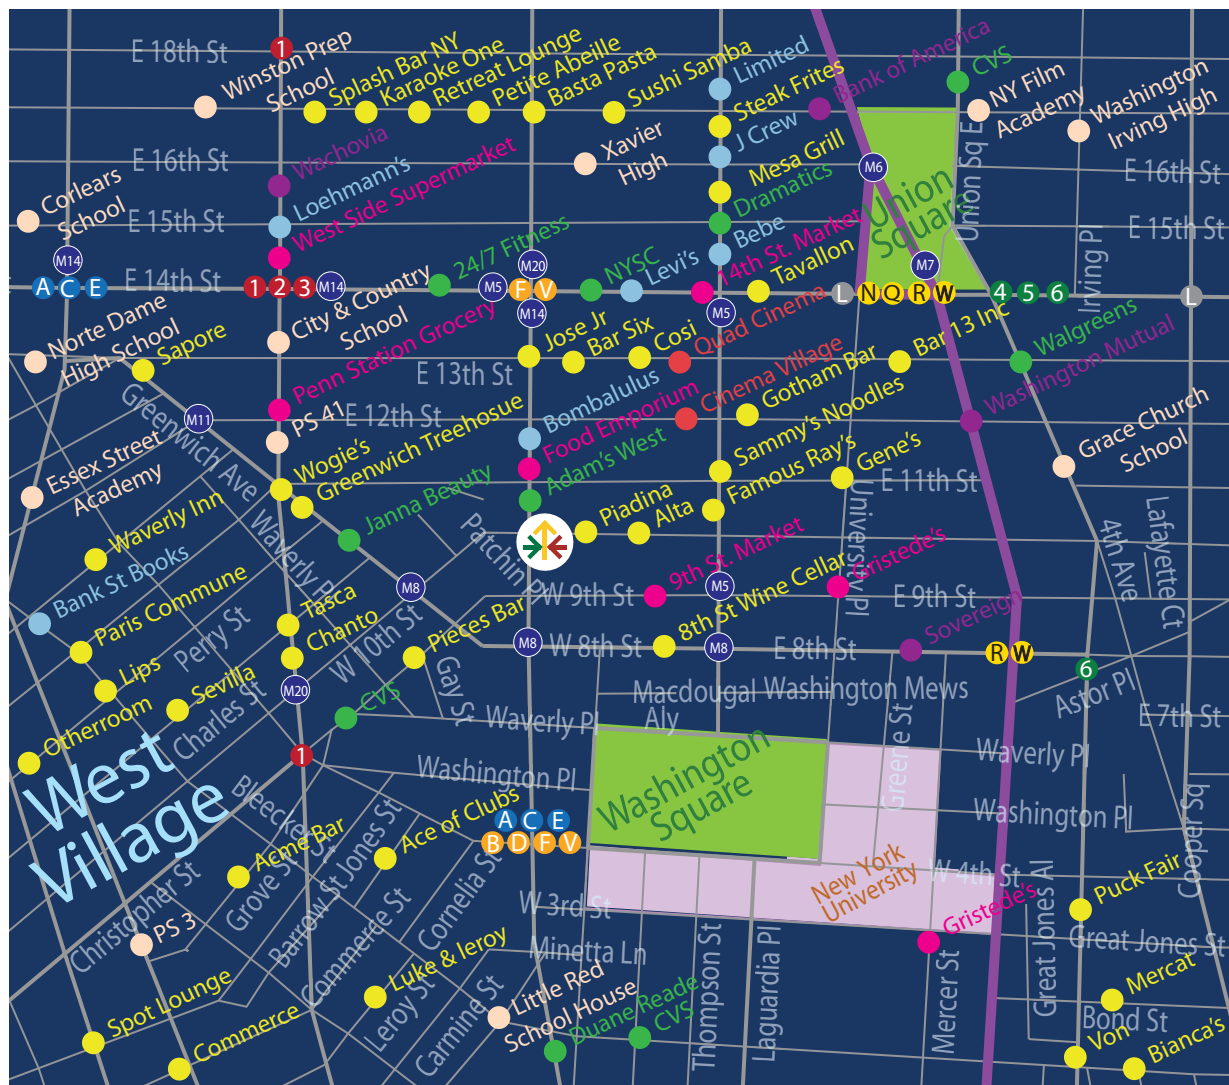 E 18th St
1
Winston Prep
School
Splash Bar NY
Karaoke One
Retreat Lounge
Petite Abeille
Basta Pasta
Sushi Samba
Limited
Steak Frites
Bank of America
CVS
NY Film
Academy
Washington
Irving High
E 16th St
Wachovia
Xavier
High
J Crew
Mesa Grill
M6
Union
Square
Union Sq E
E 16th St
Corlears
School
Loehmann's
West Side Supermarket
Dramatics
E 15th St
Bebe
E 15th St
M14
A C E
E 14th St
1 2 3
M14
24/7 Fitness
M20
M5
F V
M14
NYSC
Levi's
14th St. Market
M5
Tavallon
L
N Q R W
M7
4 5 6
Irving Pl
L
Norte Dame
High School
Sapore
City & Country
School
Jose Jr
Bar Six
Cosi
Quad Cinema
Bar 13 Inc
Walgreens
E 13th St
Penn Station Grocery
Bombalulus
Cinema Village
Gotham Bar
Washington Mutual
Greenwich Ave
M11
PS 41
E 12th St
Food Emporium
Sammy's Noodles
Grace Church
School
Essex Street
Academy
Wogie's
Greenwich Treehosue
Adam's West
Famous Ray's
Gene's
E 11th St
Waverly Inn
Janna Beauty
Piadina
Alta
University Pl
4th Ave
Lafayette Ct
Bank St Books
Waverly Pl
M8
Patchin Pl
W 9th St
9th St. Market
M5
Gristede's
E 9th St
Paris Commune
Perry St
Tasca
Chanto
W 10th St
Pieces Bar
M8
W 8th St
8th St Wine Cellar
M8
E 8th St
Sovereign
R W
6
Lips
Sevilla
M20
Gay St
Macdougal
Aly
Washington Mews
Astor Pl
Otherroom
Charles St
CVS
Waverly Pl
E 7th St
West
Village
1
Washington Pl
Washington
Square
Greene St
Waverly Pl
Bleecker St
Ace of Clubs
A C E
B D F V
Washington Pl
Cooper Sq
Acme Bar
Grove St
Barrow St
Jones St
Cornelia St
New York
University
W 4th St
Puck Fair
Christopher St
PS 3
Commerce St
W 3rd St
Gristede's
Great Jones Al
Great Jones St
Minetta Ln
Luke & leroy
Spot Lounge
Leroy St
Carmine St
Little Red
School House
Thompson St
Laguardia Pl
Mercer St
Mercat
Bond St
Commerce
Duane Reade
CVS
Von
Bianca's